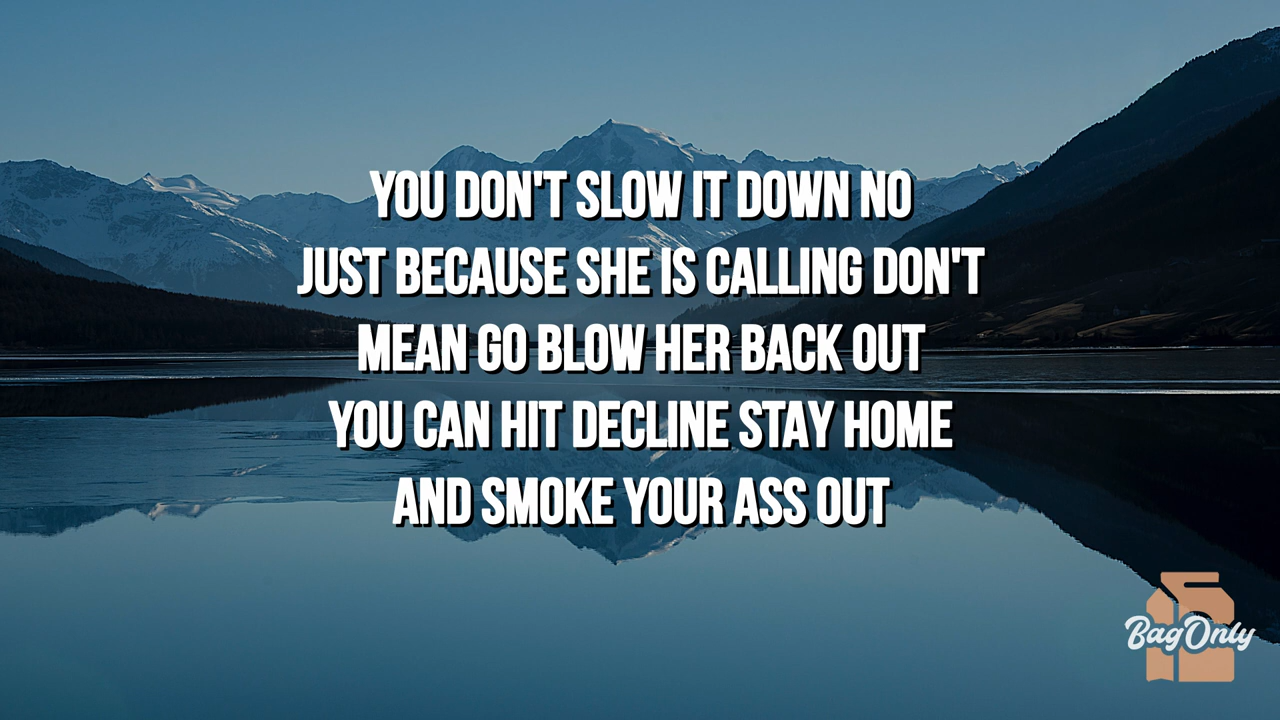 YOU DON'T SLOW IT DOWN NO
JUST BECAUSE SHE IS CALLING DON'T
MEAN GO BLOW HER BACK OUT
YOU CAN HIT DECLINE STAY HOME
AND SMOKE YOUR ASS OUT
BagOnly